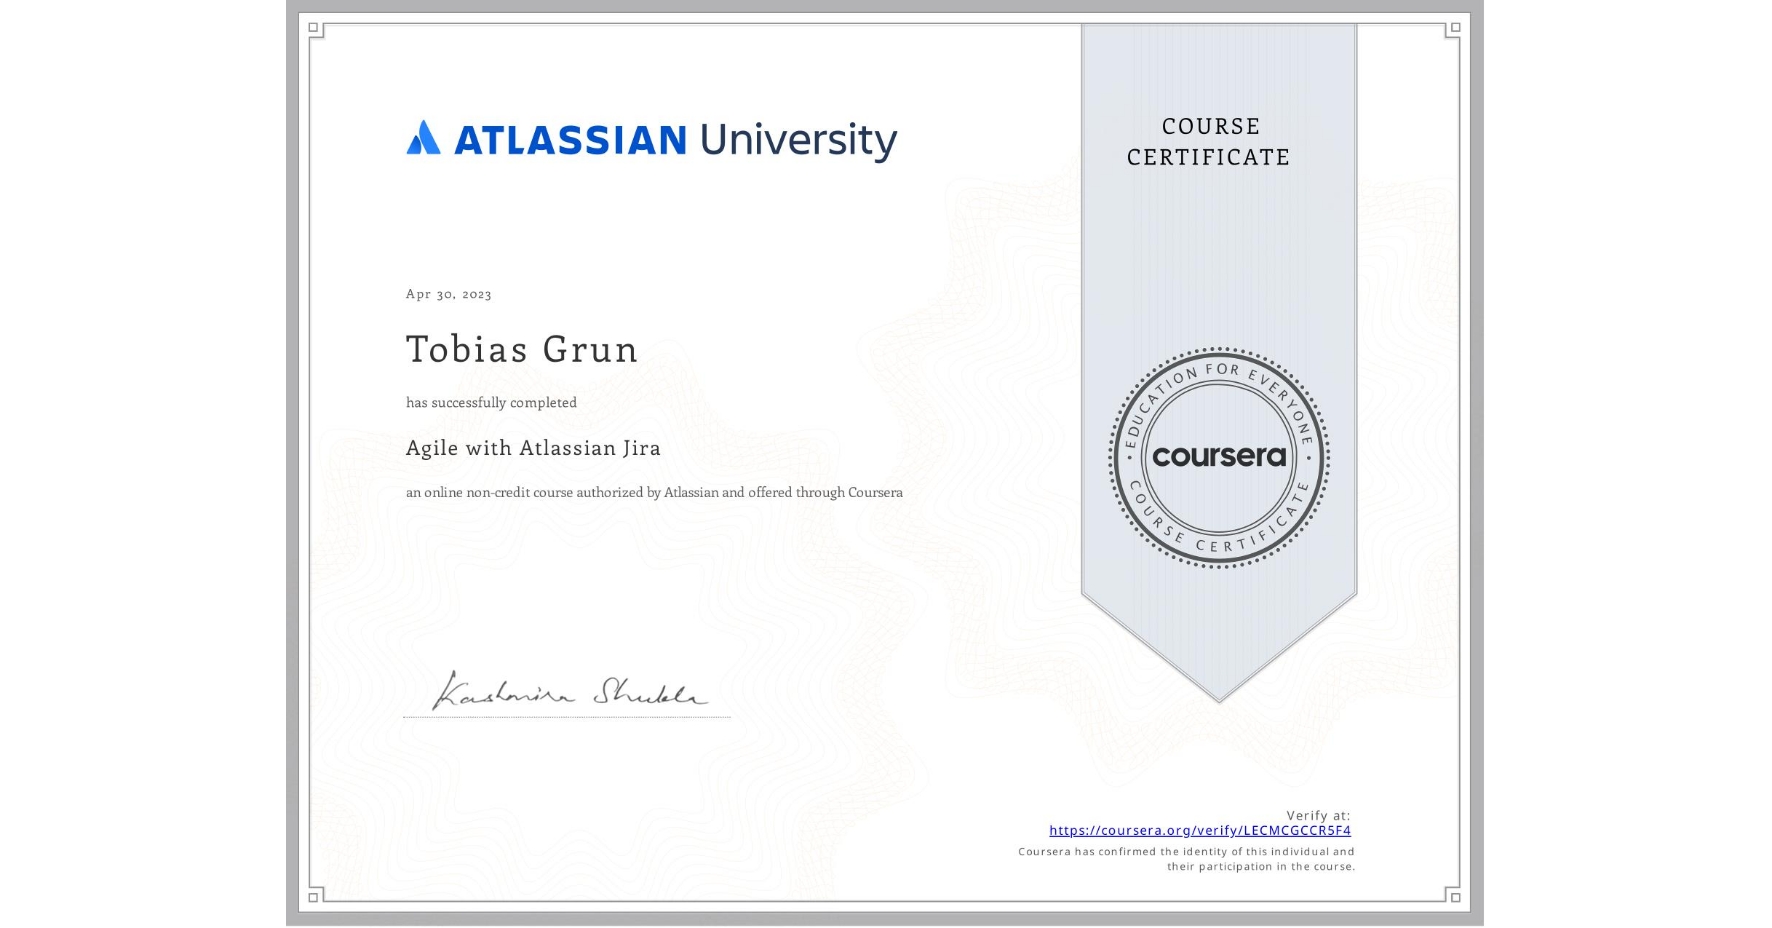 ATLASSIAN University
COURSE
CERTIFICATE
Apr 30, 2023
Tobias Grun
has successfully completed
Agile with Atlassian Jira
an online non-credit course authorized by Atlassian and offered through Coursera
EDUCATION FOR EVERYONE
coursera
COURSE CERTIFICATE
Kashmira Shukla
Verify at:
https://coursera.org/verify/LECMCGCCR5F4
Coursera has confirmed the identity of this individual and
their participation in the course.